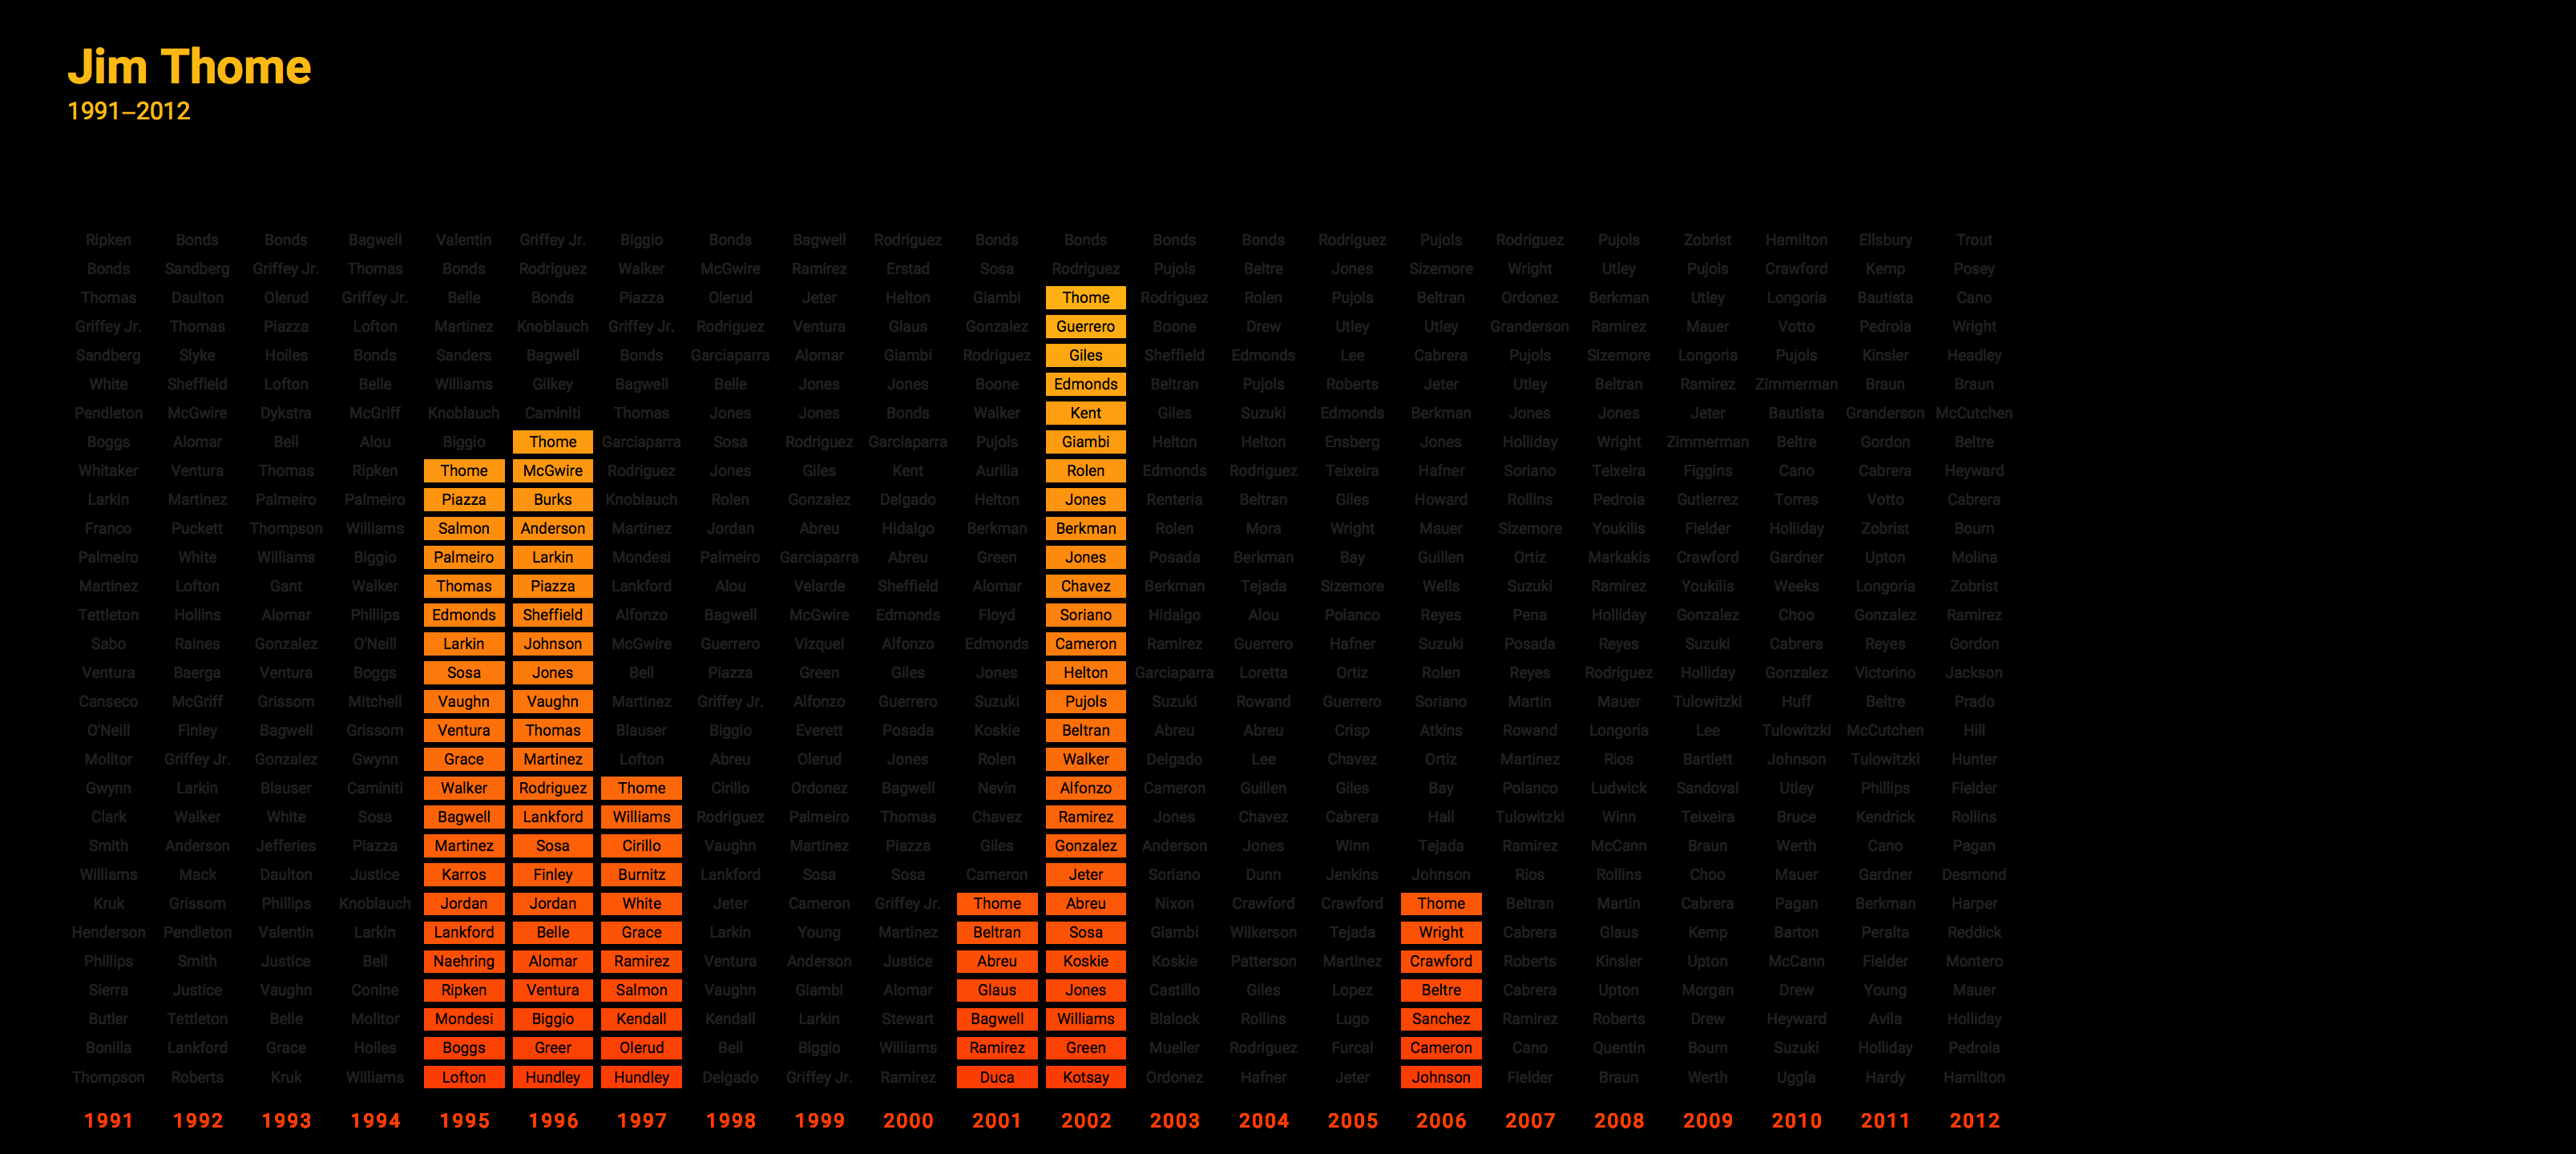 Jim Thome
1991–2012
Ripken Bonds Bonds Bagwell Valentin Griffey Jr. Biggio Bonds Bagwell Rodriguez Bonds Bonds Bonds Bonds Rodriguez Pujols Rodriguez Pujols Zobrist Hamilton Ellsbury Trout
Bonds Sandberg Griffey Jr. Thomas Bonds Rodriguez Walker McGwire Ramirez Erstad Sosa Rodriguez Pujols Beltre Jones Sizemore Wright Utley Pujols Crawford Kemp Posey
Thomas Daulton Olerud Griffey Jr. Belle Bonds Piazza Olerud Jeter Helton Giambi Thome Rodriguez Rolen Pujols Beltran Ordonez Berkman Utley Longoria Bautista Cano
Griffey Jr. Thomas Piazza Lofton Martinez Knoblauch Griffey Jr. Rodriguez Ventura Glaus Gonzalez Guerrero Boone Drew Utley Utley Granderson Ramirez Mauer Votto Pedroia Wright
Sandberg Slyke Hoiles Bonds Sanders Bagwell Bonds Garciaparra Alomar Giambi Rodriguez Giles Sheffield Edmonds Lee Cabrera Pujols Sizemore Longoria Pujols Kinsler Headley
White Sheffield Lofton Belle Williams Gilkey Bagwell Belle Jones Jones Boone Edmonds Beltran Pujols Roberts Jeter Utley Beltran Ramirez Zimmerman Braun Braun
Pendleton McGwire Dykstra McGriff Knoblauch Caminiti Thomas Jones Jones Bonds Walker Kent Giles Suzuki Edmonds Berkman Jones Jones Jeter Bautista Granderson McCutchen
Boggs Alomar Bell Alou Biggio Thome Garciaparra Sosa Rodriguez Garciaparra Pujols Giambi Helton Helton Ensberg Jones Holliday Wright Zimmerman Beltre Gordon Beltre
Whitaker Ventura Thomas Ripken Thome McGwire Rodriguez Jones Giles Kent Aurilia Rolen Edmonds Rodriguez Teixeira Hafner Soriano Teixeira Figgins Cano Cabrera Heyward
Larkin Martinez Palmeiro Palmeiro Piazza Burks Knoblauch Rolen Gonzalez Delgado Helton Jones Renteria Beltran Giles Howard Rollins Pedroia Gutierrez Torres Votto Cabrera
Franco Puckett Thompson Williams Salmon Anderson Martinez Jordan Abreu Hidalgo Berkman Berkman Rolen Mora Wright Mauer Sizemore Youkilis Fielder Holliday Zobrist Bourn
Palmeiro White Williams Biggio Palmeiro Larkin Mondesi Palmeiro Garciaparra Abreu Green Jones Posada Berkman Bay Guillen Ortiz Markakis Crawford Gardner Upton Molina
Martinez Lofton Gant Walker Thomas Piazza Lankford Alou Velarde Sheffield Alomar Chavez Berkman Tejada Sizemore Wells Suzuki Ramirez Youkilis Weeks Longoria Zobrist
Tettleton Hollins Alomar Phillips Edmonds Sheffield Alfonzo Bagwell McGwire Edmonds Floyd Soriano Hidalgo Alou Polanco Reyes Pena Holliday Gonzalez Choo Gonzalez Ramirez
Sabo Raines Gonzalez O'Neill Larkin Johnson McGwire Guerrero Vizquel Alfonzo Edmonds Cameron Ramirez Guerrero Hafner Suzuki Posada Reyes Suzuki Cabrera Reyes Gordon
Ventura Baerga Ventura Boggs Sosa Jones Bell Piazza Green Giles Jones Helton Garciaparra Loretta Ortiz Rolen Reyes Rodriguez Holliday Gonzalez Victorino Jackson
Canseco McGriff Grissom Mitchell Vaughn Vaughn Martinez Griffey Jr. Alfonzo Guerrero Suzuki Pujols Suzuki Rowand Guerrero Soriano Martin Mauer Tulowitzki Huff Beltre Prado
O'Neill Finley Bagwell Grissom Ventura Thomas Blauser Biggio Everett Posada Koskie Beltran Abreu Abreu Crisp Atkins Rowand Longoria Lee Tulowitzki McCutchen Hill
Molitor Griffey Jr. Gonzalez Gwynn Grace Martinez Lofton Abreu Olerud Jones Rolen Walker Delgado Lee Chavez Ortiz Martinez Rios Bartlett Johnson Tulowitzki Hunter
Gwynn Larkin Blauser Caminiti Walker Rodriguez Thome Cirillo Ordonez Bagwell Nevin Alfonzo Cameron Guillen Giles Bay Polanco Ludwick Sandoval Utley Phillips Fielder
Clark Walker White Sosa Bagwell Lankford Williams Rodriguez Palmeiro Thomas Chavez Ramirez Jones Chavez Cabrera Hall Tulowitzki Winn Teixeira Bruce Kendrick Rollins
Smith Anderson Jefferies Piazza Martinez Sosa Cirillo Vaughn Martinez Piazza Giles Gonzalez Anderson Jones Winn Tejada Ramirez McCann Braun Werth Cano Pagan
Williams Mack Daulton Justice Karros Finley Burnitz Lankford Sosa Sosa Cameron Jeter Soriano Dunn Jenkins Johnson Rios Rollins Choo Mauer Gardner Desmond
Kruk Grissom Phillips Knoblauch Jordan Jordan White Jeter Cameron Griffey Jr. Thome Abreu Nixon Crawford Crawford Thome Beltran Martin Cabrera Pagan Berkman Harper
Henderson Pendleton Valentin Larkin Lankford Belle Grace Larkin Young Martinez Beltran Sosa Giambi Wilkerson Tejada Wright Cabrera Glaus Kemp Barton Peralta Reddick
Phillips Smith Justice Bell Naehring Alomar Ramirez Ventura Anderson Justice Abreu Koskie Koskie Patterson Martinez Crawford Roberts Kinsler Upton McCann Fielder Montero
Sierra Justice Vaughn Conine Ripken Ventura Salmon Vaughn Giambi Alomar Glaus Jones Castillo Giles Lopez Beltre Cabrera Upton Morgan Drew Young Mauer
Butler Tettleton Belle Molitor Mondesi Biggio Kendall Kendall Larkin Stewart Bagwell Williams Blalock Rollins Lugo Sanchez Ramirez Roberts Drew Heyward Avila Holliday
Bonilla Lankford Grace Hoiles Boggs Greer Olerud Bell Biggio Williams Ramirez Green Mueller Rodriguez Furcal Cameron Cano Quentin Bourn Suzuki Holliday Pedroia
Thompson Roberts Kruk Williams Lofton Hundley Hundley Delgado Griffey Jr. Ramirez Duca Kotsay Ordonez Hafner Jeter Johnson Fielder Braun Werth Uggla Hardy Hamilton
1991 1992 1993 1994 1995 1996 1997 1998 1999 2000 2001 2002 2003 2004 2005 2006 2007 2008 2009 2010 2011 2012